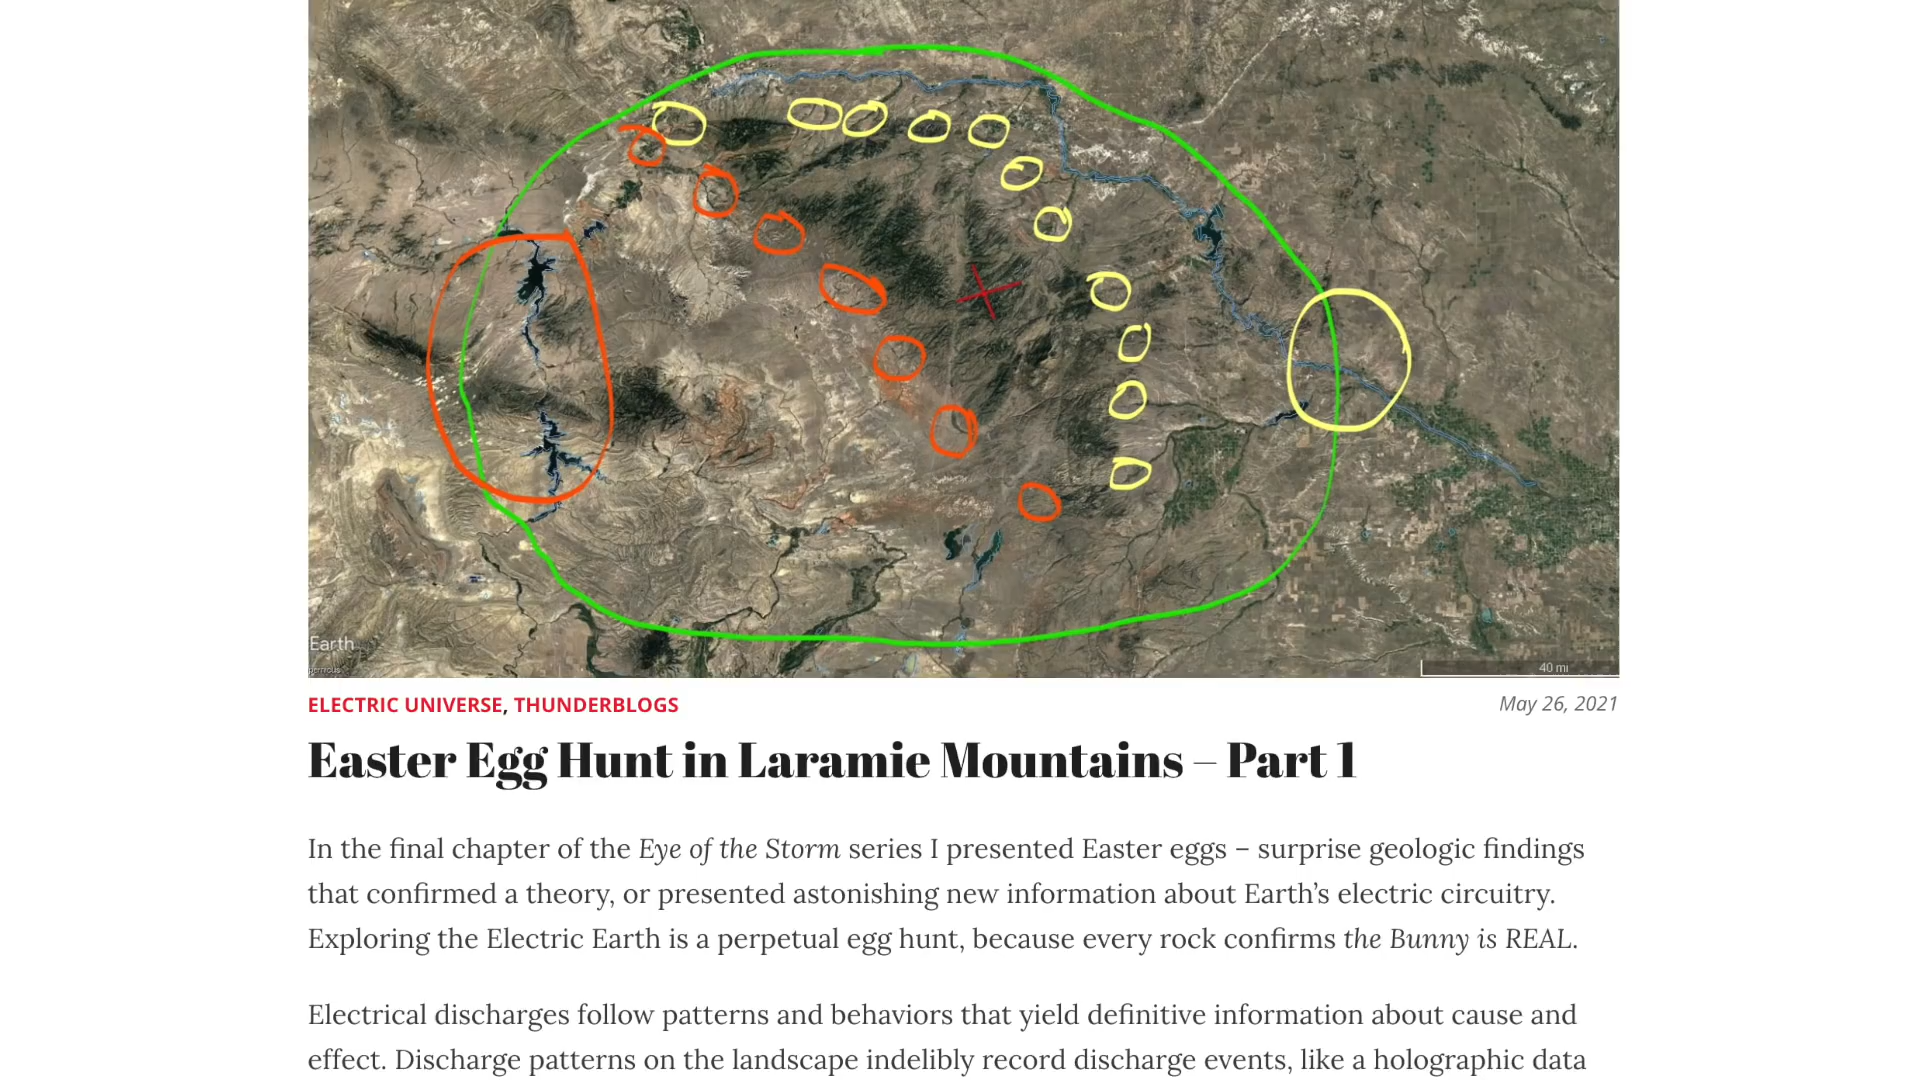 Earth
40 mi
ELECTRIC UNIVERSE, THUNDERBLOGS
May 26, 2021
Easter Egg Hunt in Laramie Mountains – Part 1
In the final chapter of the Eye of the Storm series I presented Easter eggs – surprise geologic findings
that confirmed a theory, or presented astonishing new information about Earth’s electric circuitry.
Exploring the Electric Earth is a perpetual egg hunt, because every rock confirms the Bunny is REAL.
Electrical discharges follow patterns and behaviors that yield definitive information about cause and
effect. Discharge patterns on the landscape indelibly record discharge events, like a holographic data